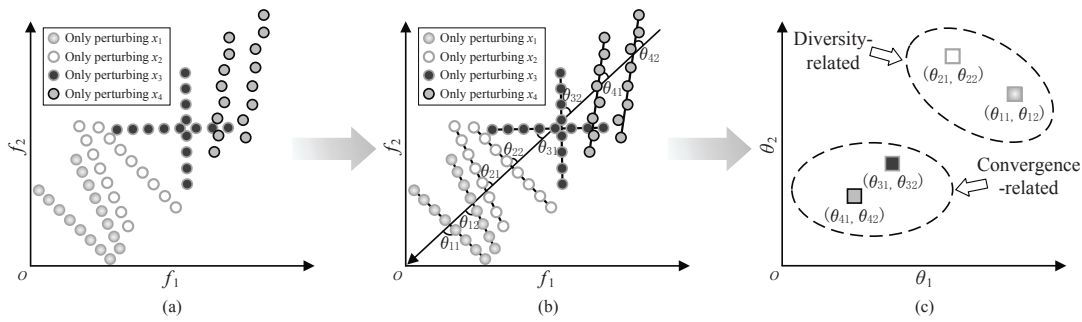 Only perturbing x₁
Only perturbing x₂
Only perturbing x₃
Only perturbing x₄
f₂
O
f₁
(a)
Only perturbing x₁
Only perturbing x₂
Only perturbing x₃
Only perturbing x₄
θ₄₂
θ₄₁
θ₃₂
θ₃₁
θ₂₂
θ₂₁
θ₁₂
θ₁₁
f₂
O
f₁
(b)
Diversity-
related
(θ₂₁, θ₂₂)
(θ₁₁, θ₁₂)
θ₂
Convergence
-related
(θ₃₁, θ₃₂)
(θ₄₁, θ₄₂)
O
θ₁
(c)